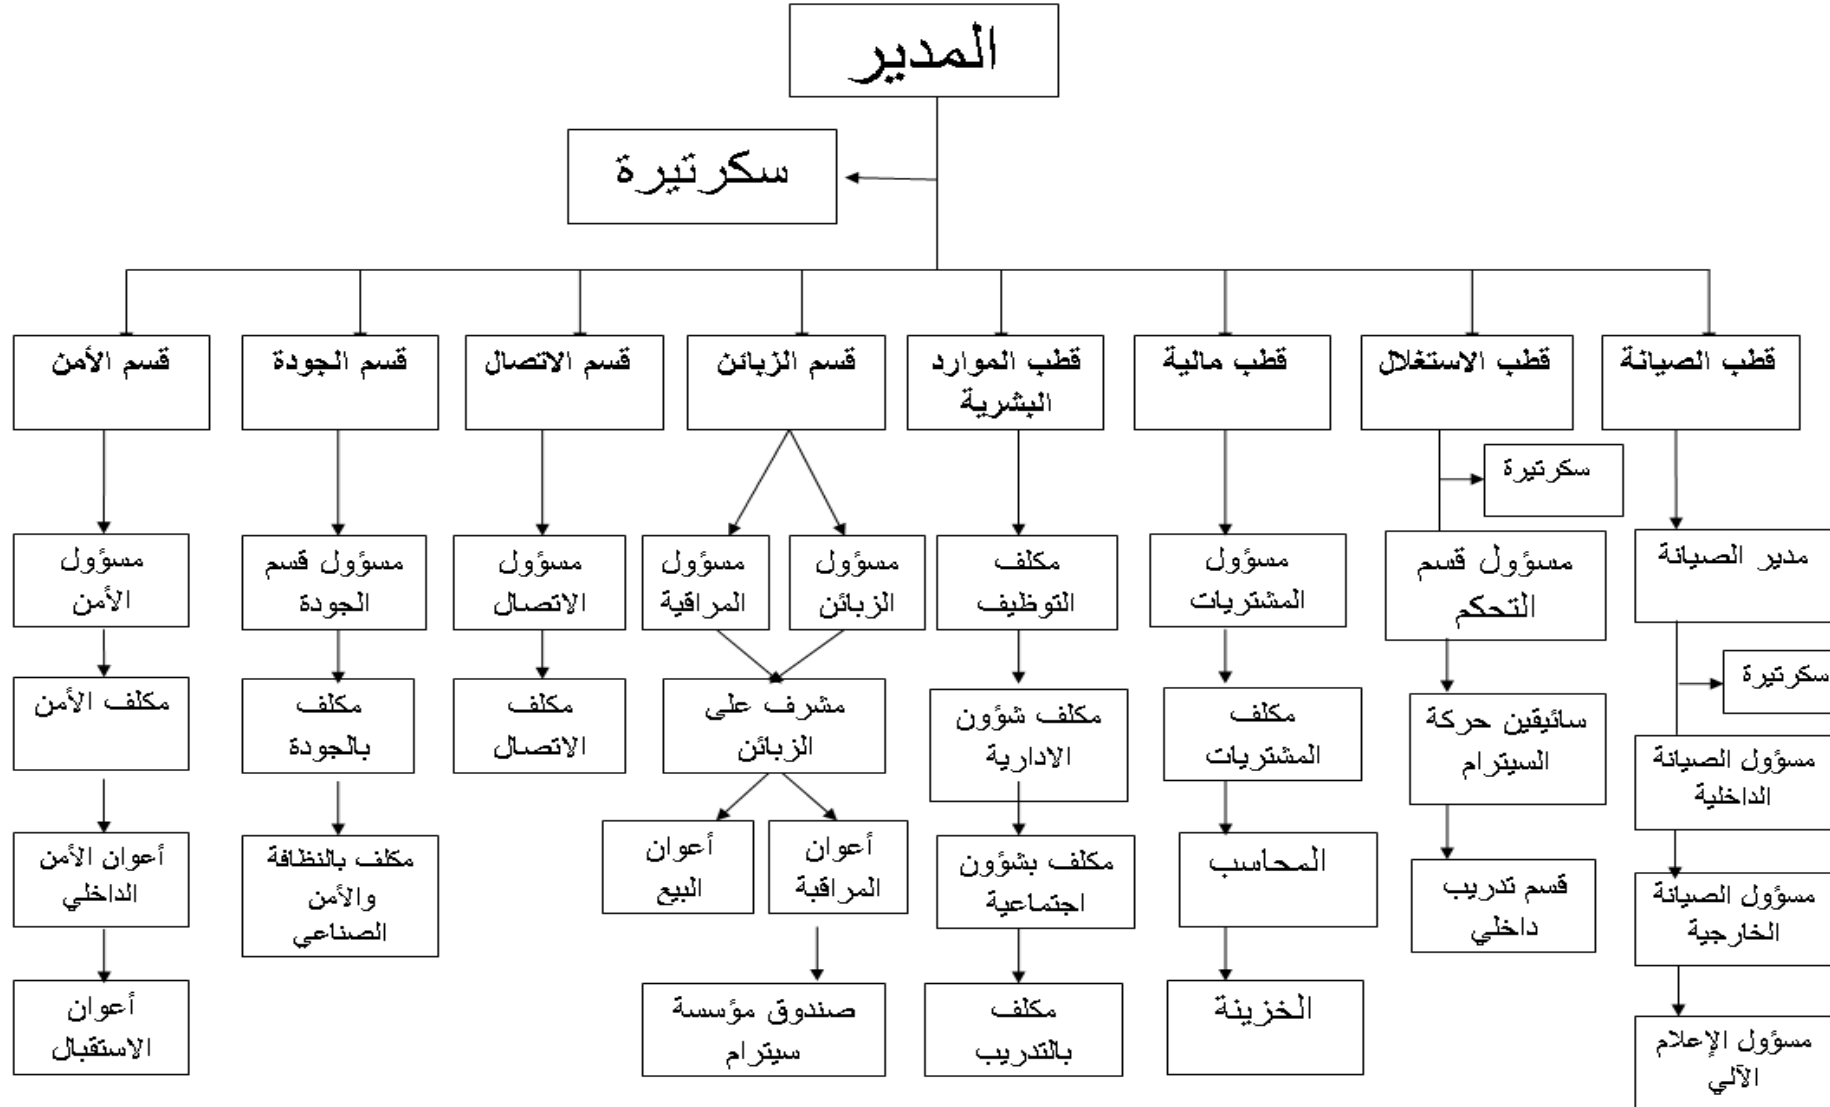 المدير
سكرتيرة
قطب الصيانة
قطب الاستغلال
قطب مالية
قطب الموارد
البشرية
قسم الزبائن
قسم الاتصال
قسم الجودة
قسم الأمن
سكرتيرة
مدير الصيانة
مسؤول قسم
التحكم
مسؤول
المشتريات
مكلف
التوظيف
مسؤول
الزبائن
مسؤول
المراقية
مسؤول
الاتصال
مسؤول قسم
الجودة
مسؤول
الأمن
سكرتيرة
سائيقين حركة
السيترام
مكلف
المشتريات
مكلف شؤون
الادارية
مشرف على
الزبائن
مكلف
الاتصال
مكلف
بالجودة
مكلف الأمن
مسؤول الصيانة
الداخلية
مسؤول الصيانة
الخارجية
قسم تدريب
داخلي
المحاسب
مكلف بشؤون
اجتماعية
أعوان
المراقبة
أعوان
البيع
مكلف بالنظافة
والأمن
الصناعي
أعوان الأمن
الداخلي
مسؤول الإعلام
الآلي
الخزينة
مكلف
بالتدريب
صندوق مؤسسة
سيترام
أعوان
الاستقبال